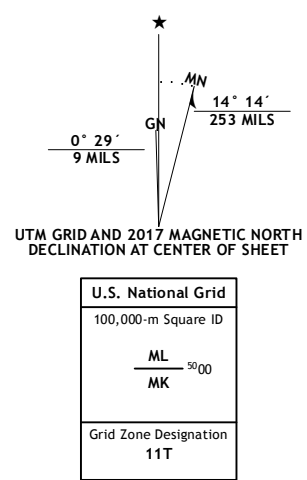 ★
MN
GN
14° 14´
253 MILS
0° 29´
9 MILS
UTM GRID AND 2017 MAGNETIC NORTH
DECLINATION AT CENTER OF SHEET
U.S. National Grid
100,000-m Square ID
ML
5000
MK
Grid Zone Designation
11T